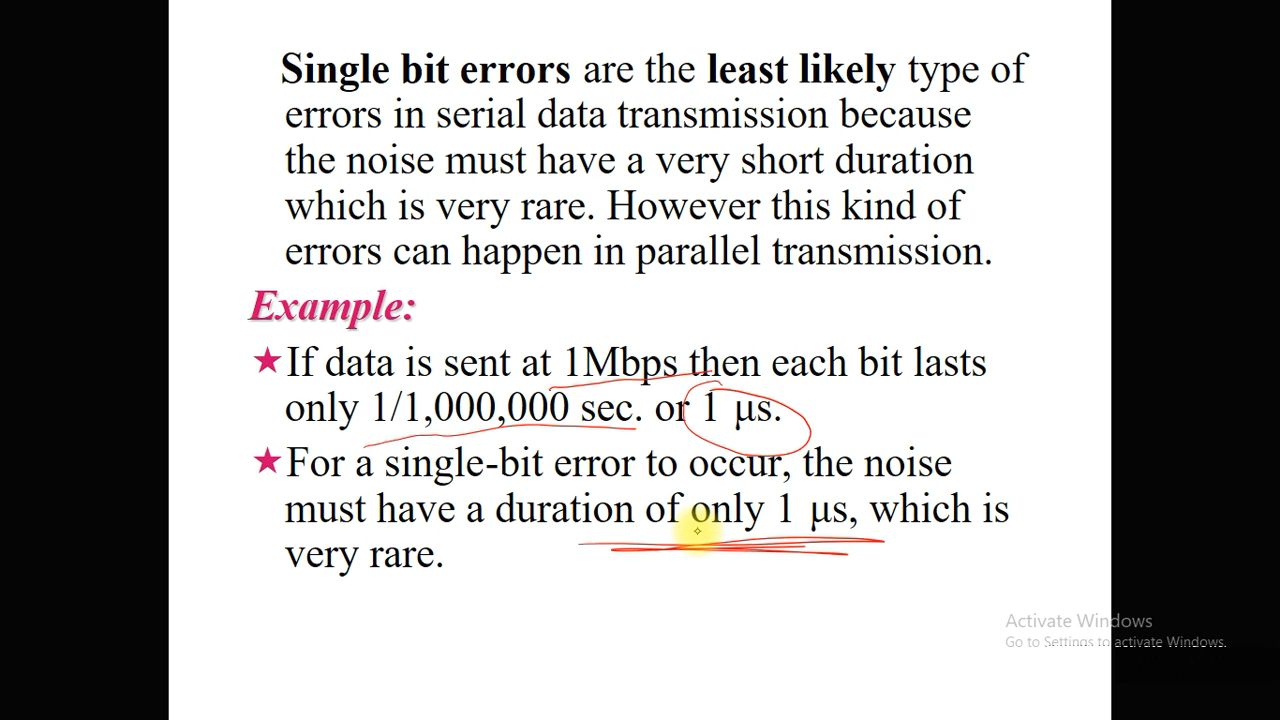 Single bit errors are the least likely type of
errors in serial data transmission because
the noise must have a very short duration
which is very rare. However this kind of
errors can happen in parallel transmission.
Example:
★If data is sent at 1Mbps then each bit lasts
only 1/1,000,000 sec. or 1 μs.
★For a single-bit error to occur, the noise
must have a duration of only 1 μs, which is
very rare.
Activate Windows
Go to Settings to activate Windows.